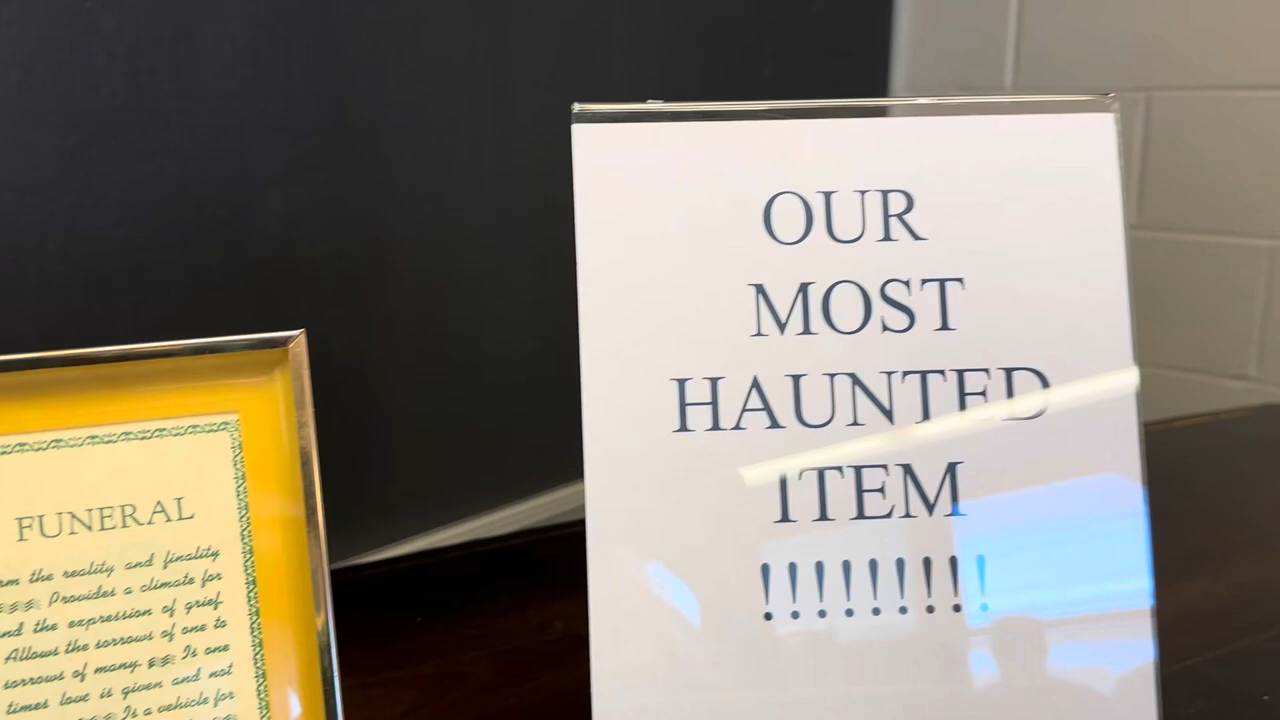 FUNERAL
the reality and finality
Provides a climate for
the expression of grief
Allows the sorrows of one to
sorrows of many Is one
times love is given and not
Is a vehicle for
OUR
MOST
HAUNTED
ITEM
!!!!!!!!!